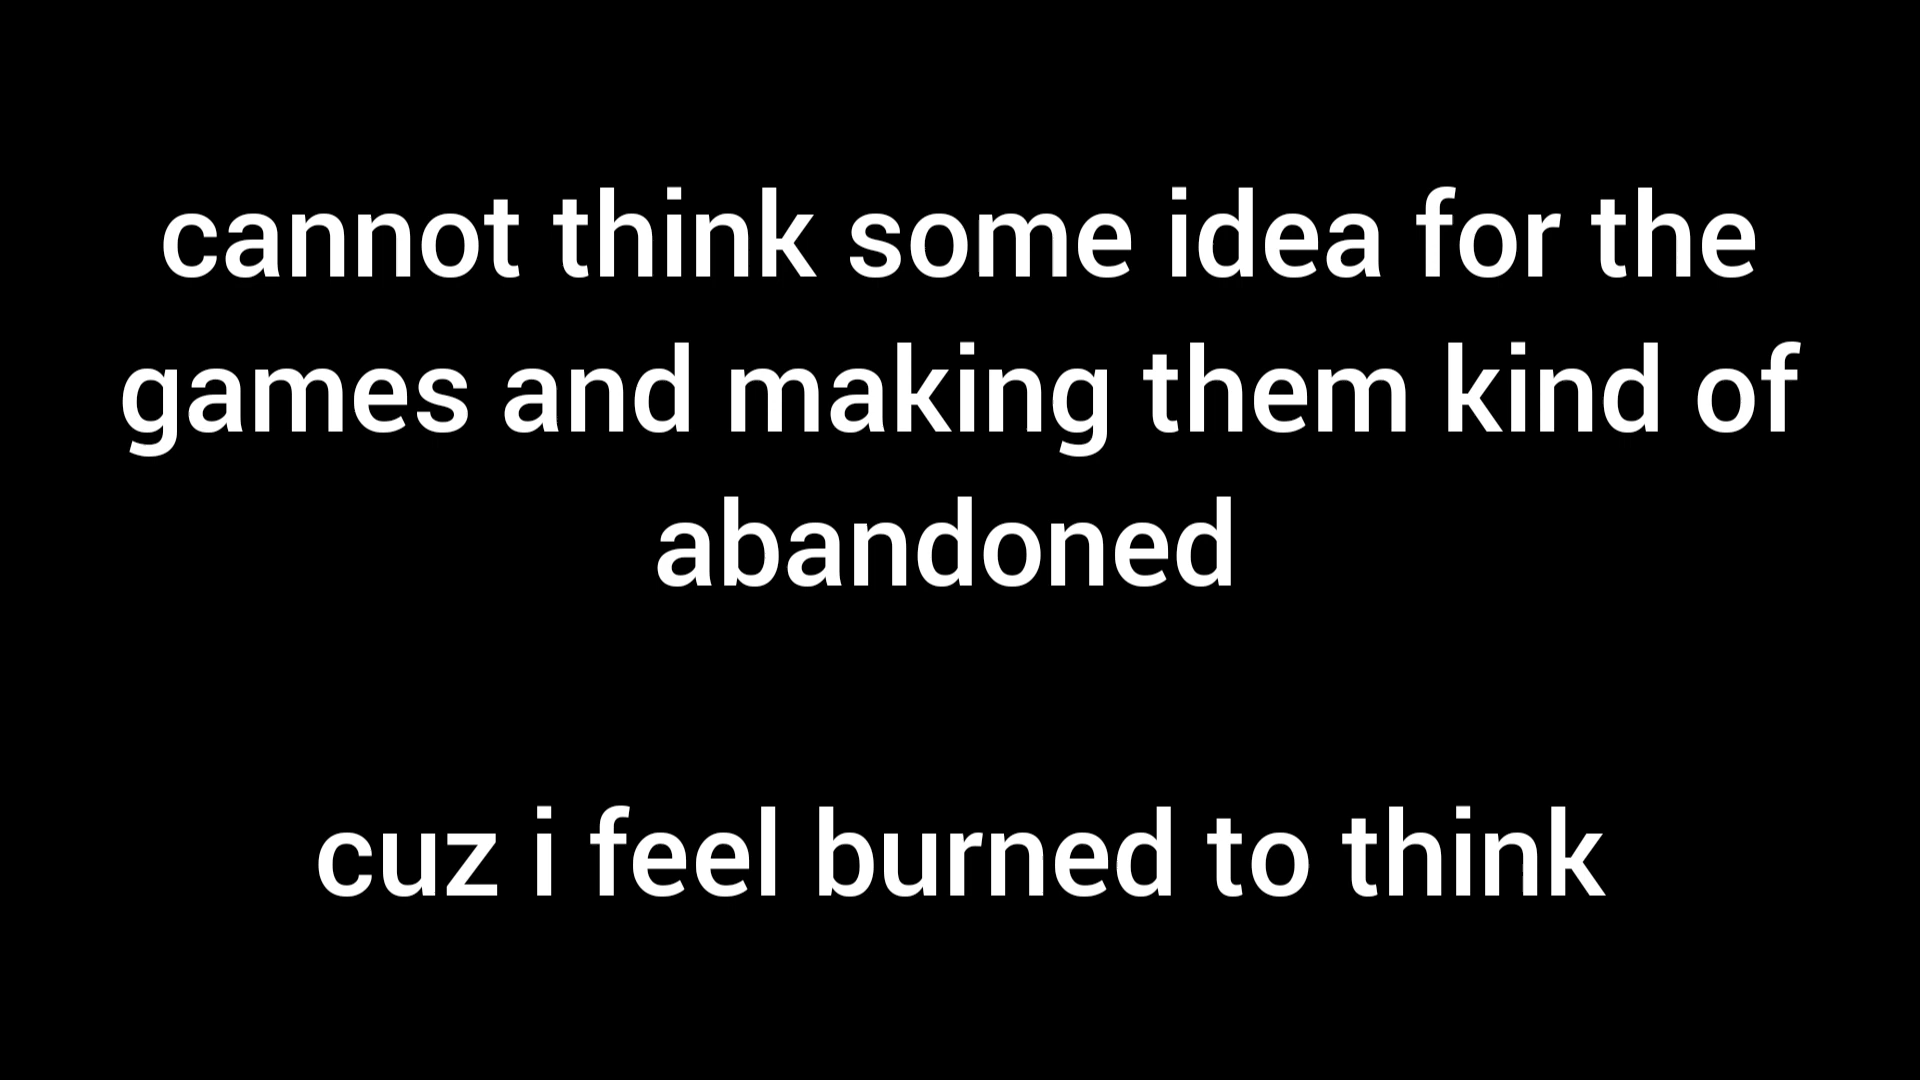 cannot think some idea for the
games and making them kind of
abandoned
cuz i feel burned to think